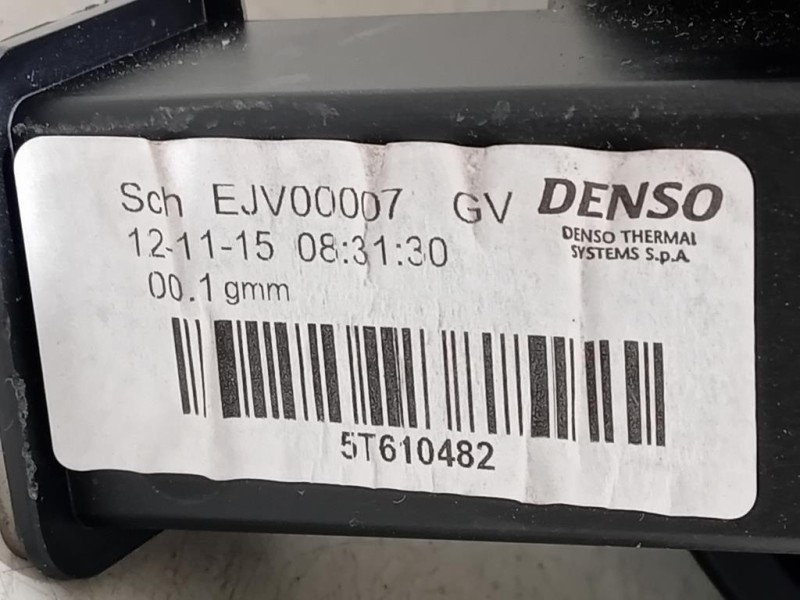 Sch EJV00007 GV DENSO
DENSO THERMAL
SYSTEMS S.p.A
12-11-15 08:31:30
00.1 gmm
5T610482